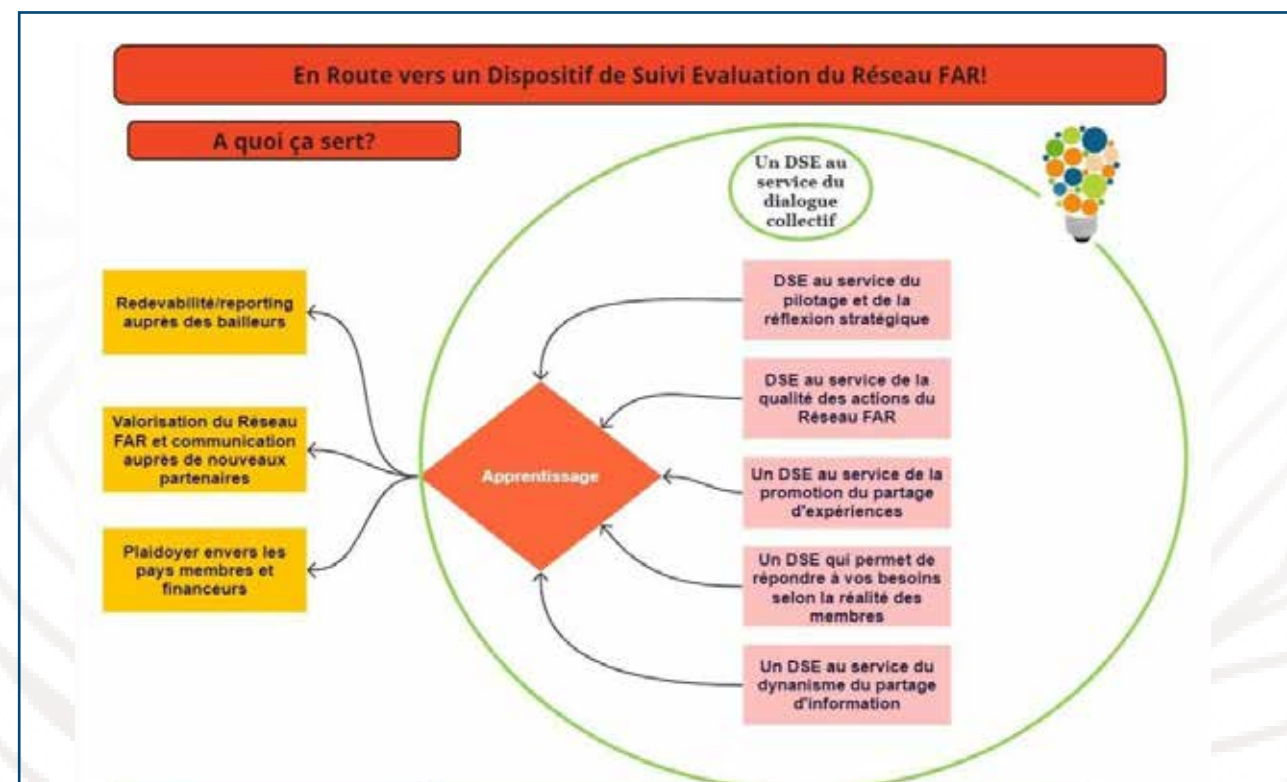 En Route vers un Dispositif de Suivi Evaluation du Réseau FAR!
A quoi ça sert?
Un DSE au
service du
dialogue
collectif
Redevabilité/reporting
auprès des bailleurs
Valorisation du Réseau
FAR et communication
auprès de nouveaux
partenaires
Plaidoyer envers les
pays membres et
financeurs
Apprentissage
DSE au service du
pilotage et de la
réflexion stratégique
DSE au service de la
qualité des actions du
Réseau FAR
Un DSE au service de la
promotion du partage
d'expériences
Un DSE qui permet de
répondre à vos besoins
selon la réalité des
membres
Un DSE au service du
dynanisme du partage
d'information